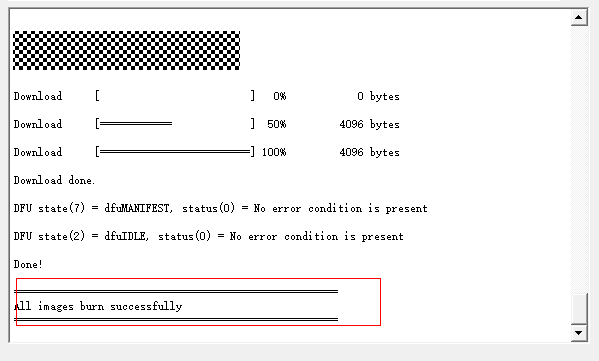 Download [ ] 0% 0 bytes
Download [============ ] 50% 4096 bytes
Download [=========================] 100% 4096 bytes
Download done.
DFU state(7) = dfuMANIFEST, status(0) = No error condition is present
DFU state(2) = dfuIDLE, status(0) = No error condition is present
Done!
======================================================
All images burn successfully
======================================================